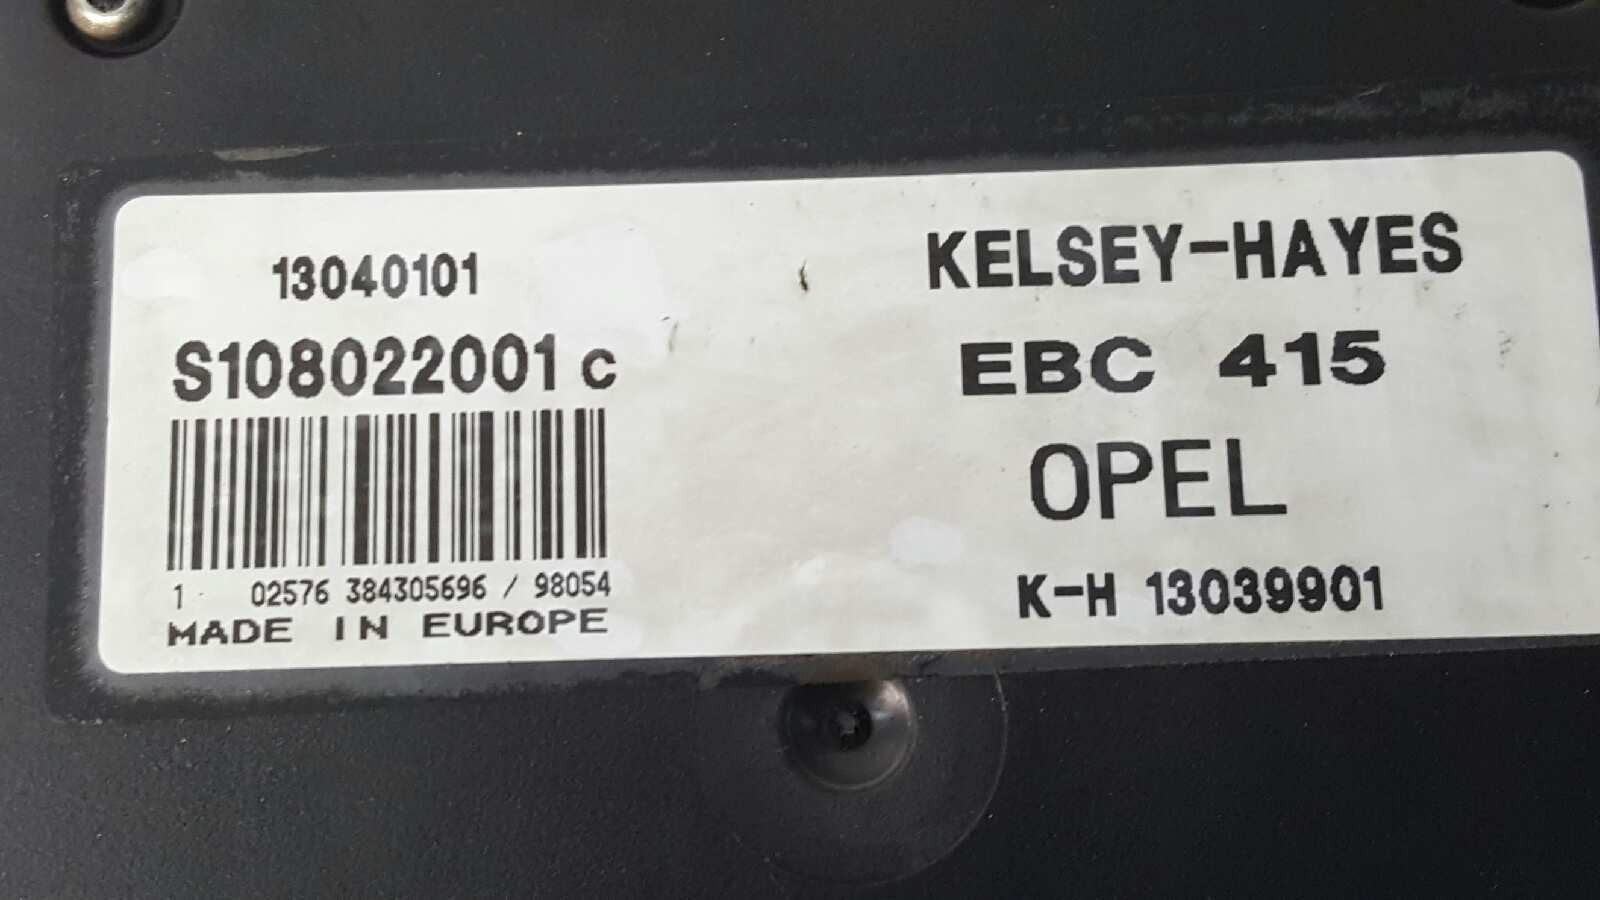 13040101
S108022001 c
1 02576 384305696 / 98054
MADE IN EUROPE
KELSEY-HAYES
EBC 415
OPEL
K-H 13039901